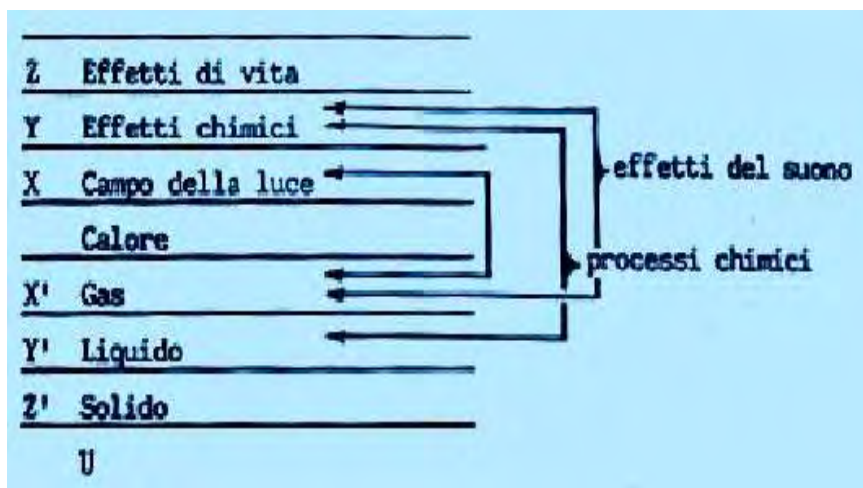 Z Effetti di vita
Y Effetti chimici
X Campo della luce
effetti del suono
Calore
processi chimici
X' Gas
Y' Liquido
Z' Solido
U